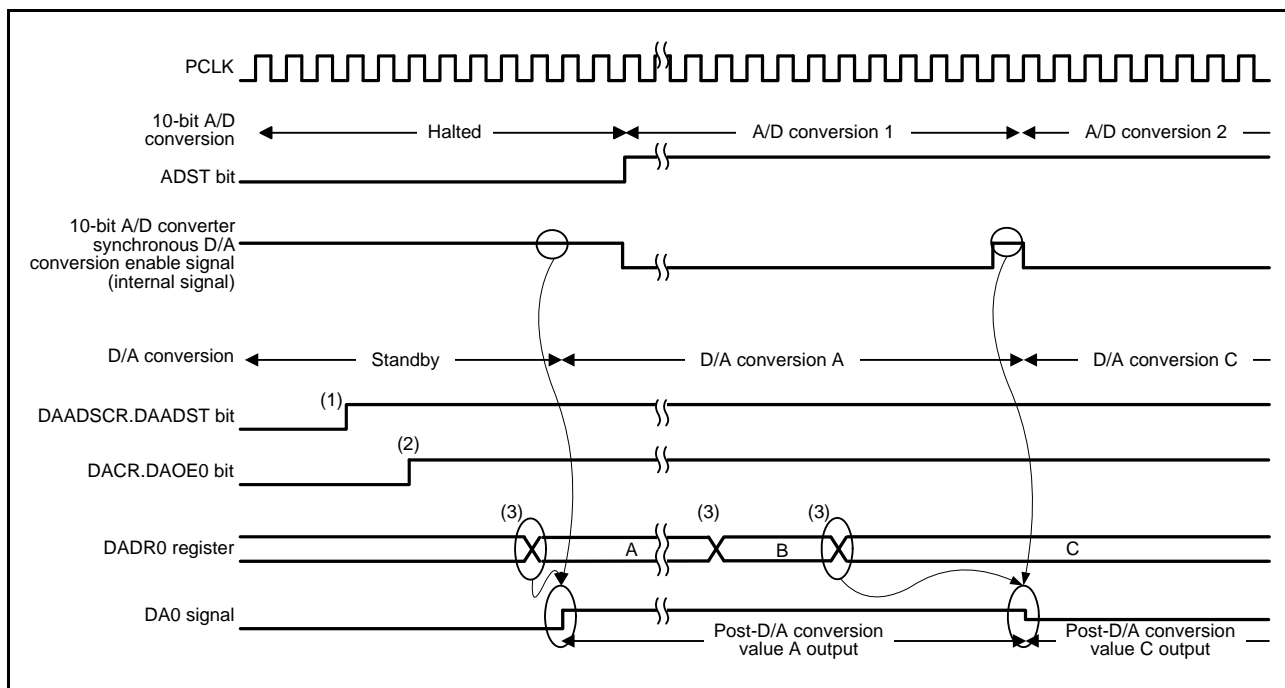 PCLK
10-bit A/D
conversion
Halted
A/D conversion 1
A/D conversion 2
ADST bit
10-bit A/D converter
synchronous D/A
conversion enable signal
(internal signal)
D/A conversion
Standby
D/A conversion A
D/A conversion C
(1)
DAADSCR.DAADST bit
(2)
DACR.DAOE0 bit
(3)
(3)
(3)
DADR0 register
A
B
C
DA0 signal
Post-D/A conversion
value A output
Post-D/A conversion
value C output